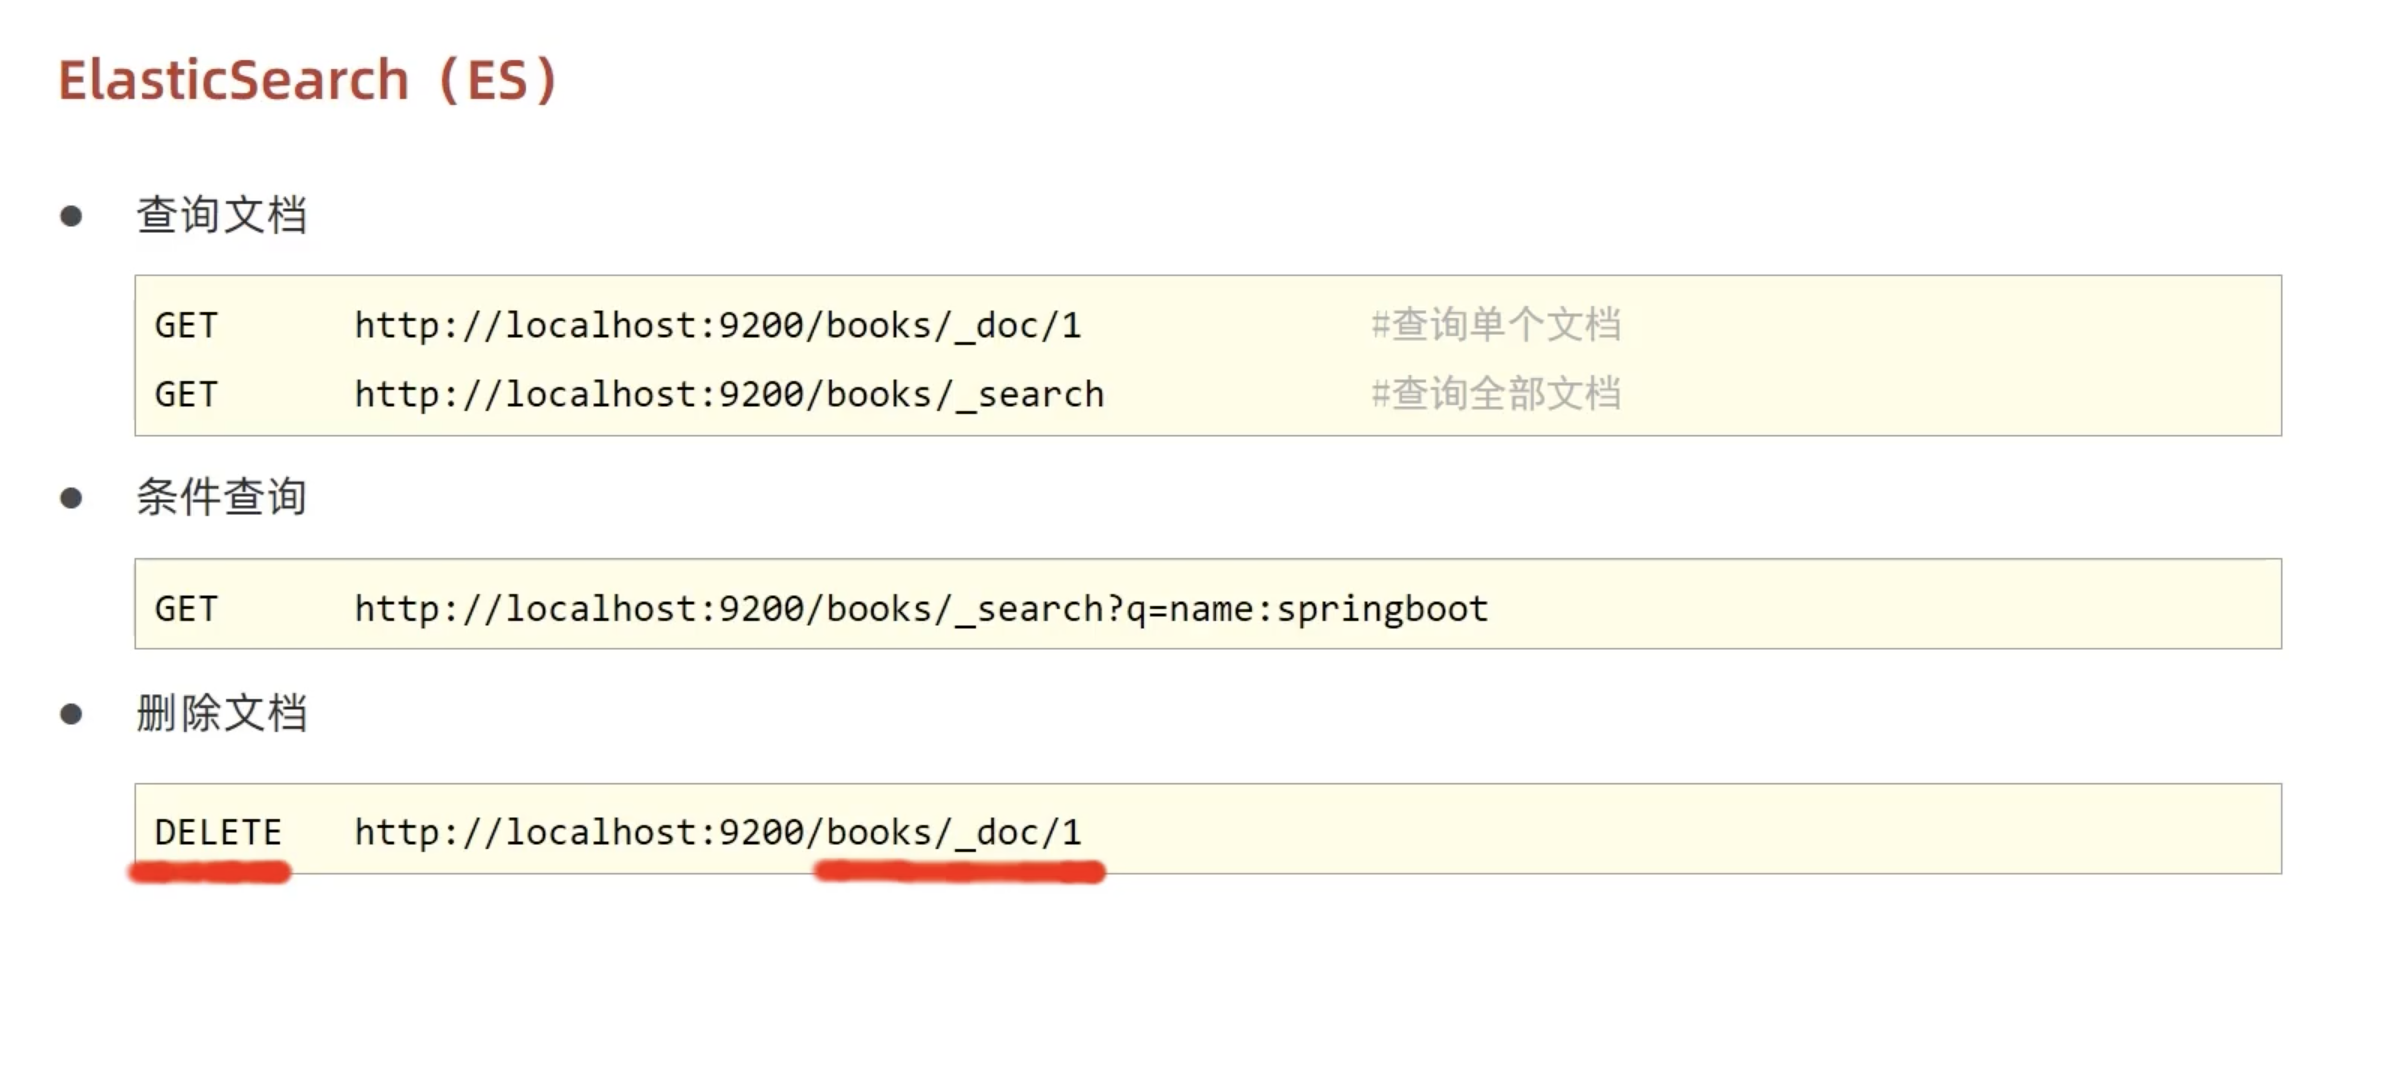 ElasticSearch（ES）
查询文档
GET http://localhost:9200/books/_doc/1 #查询单个文档
GET http://localhost:9200/books/_search #查询全部文档
条件查询
GET http://localhost:9200/books/_search?q=name:springboot
删除文档
DELETE http://localhost:9200/books/_doc/1